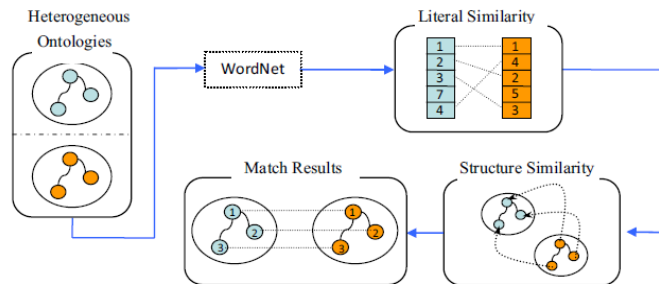 Heterogeneous
Ontologies
WordNet
Literal Similarity
1 1
2 4
3 2
7 5
4 3
Match Results
1 1
2 2
3 3
Structure Similarity